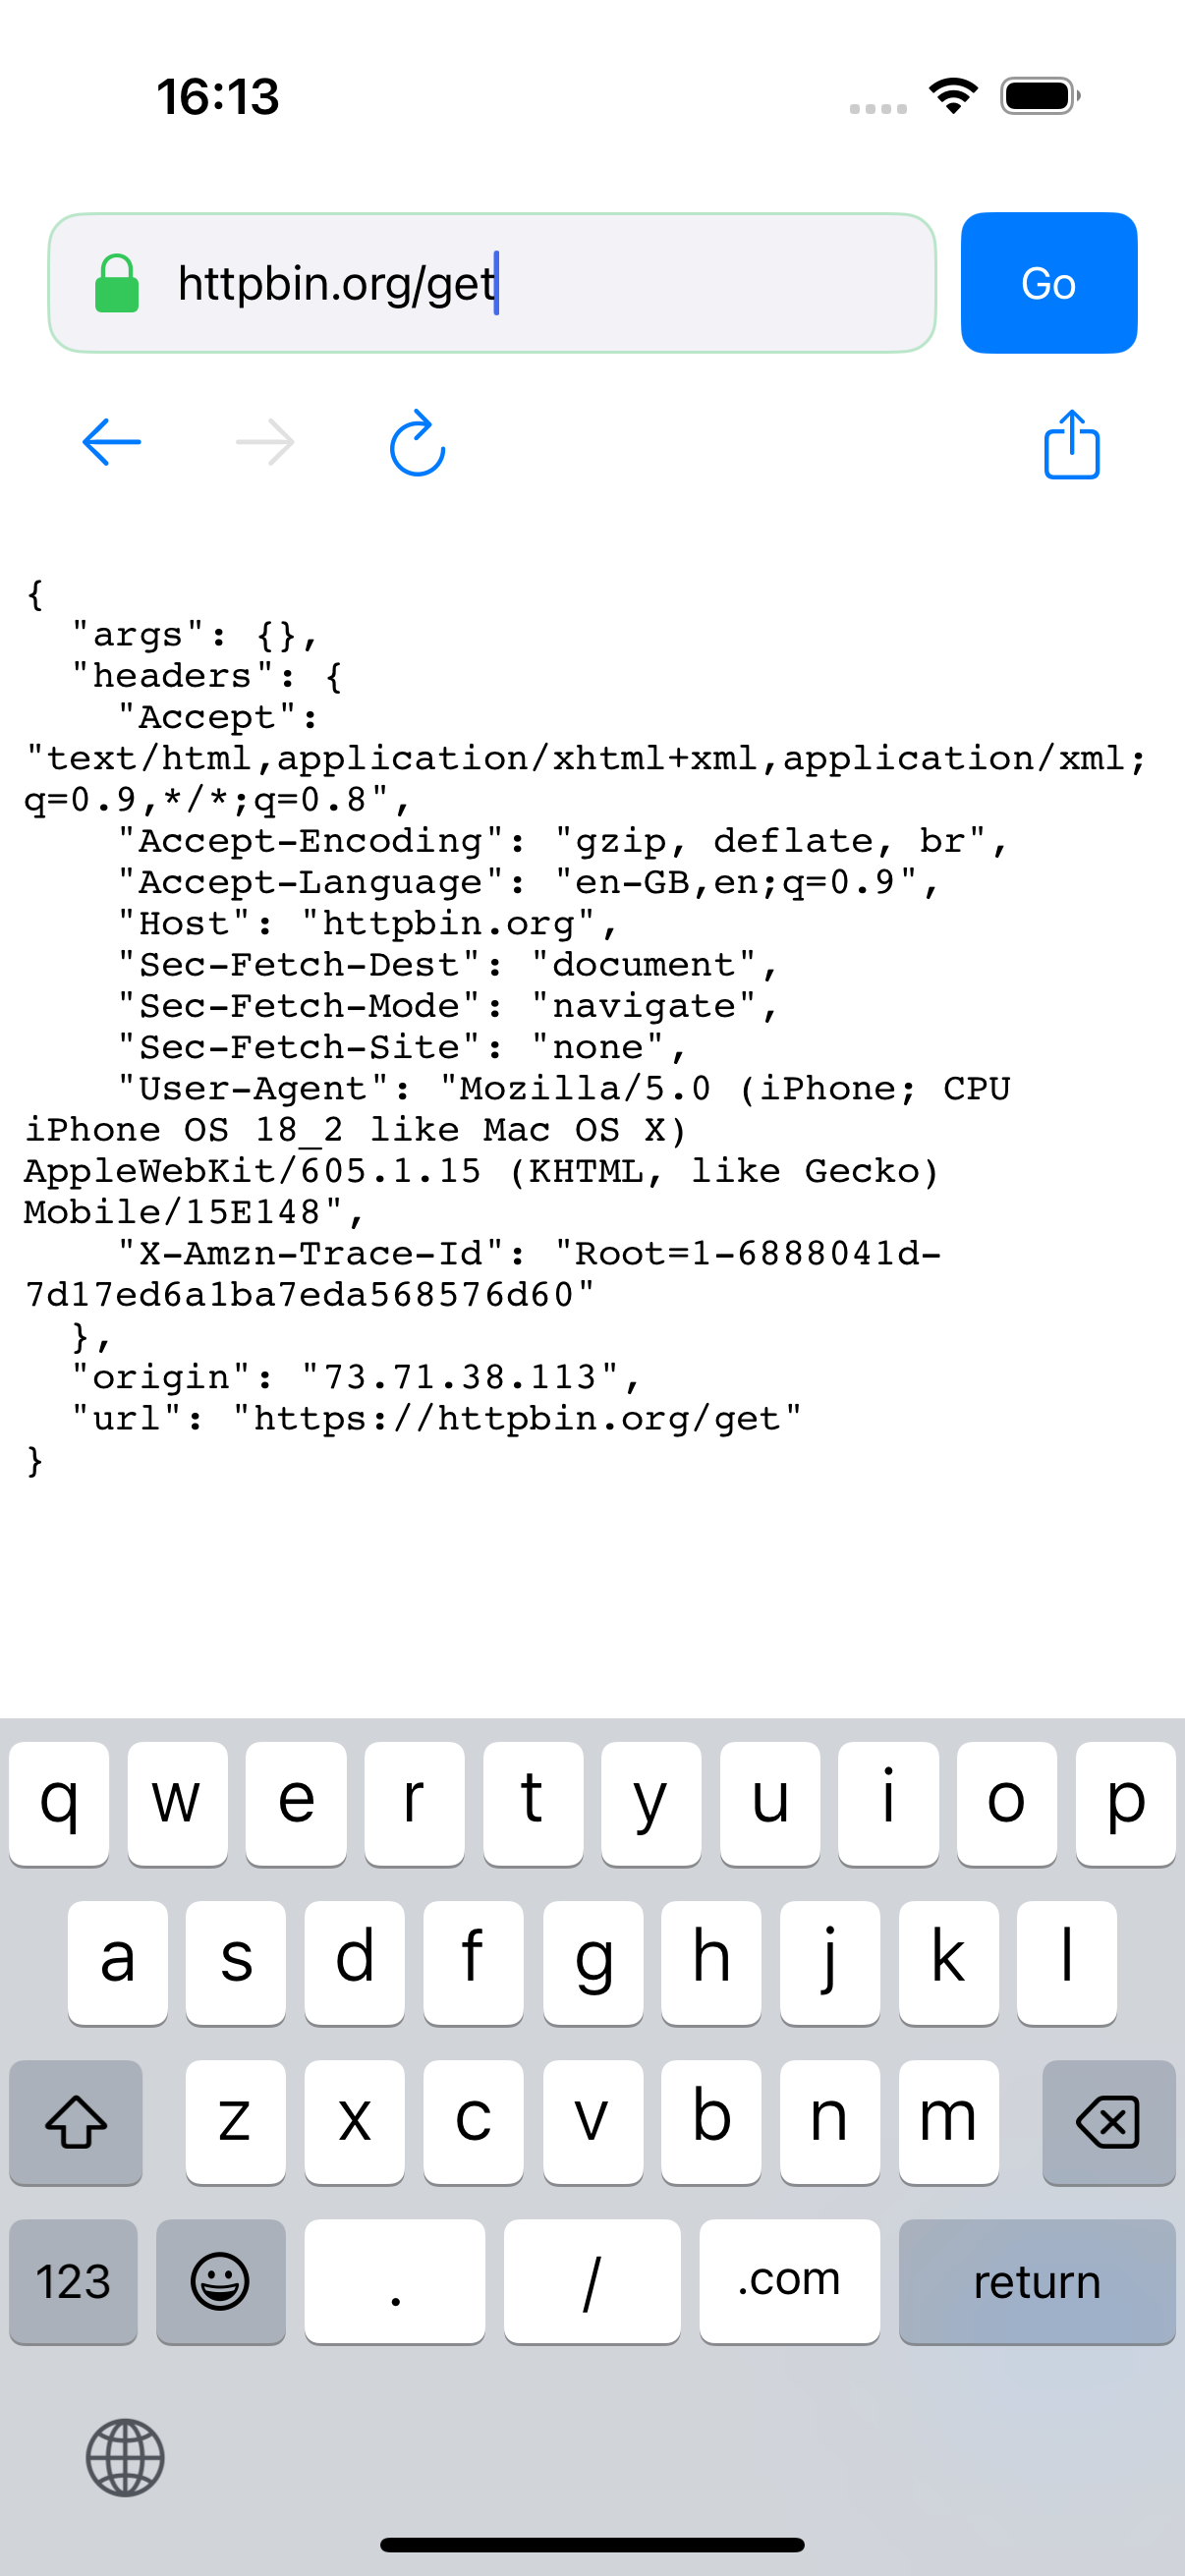 16:13
httpbin.org/get
Go
{
  "args": {},
  "headers": {
    "Accept":
"text/html,application/xhtml+xml,application/xml;
q=0.9,*/*;q=0.8",
    "Accept-Encoding": "gzip, deflate, br",
    "Accept-Language": "en-GB,en;q=0.9",
    "Host": "httpbin.org",
    "Sec-Fetch-Dest": "document",
    "Sec-Fetch-Mode": "navigate",
    "Sec-Fetch-Site": "none",
    "User-Agent": "Mozilla/5.0 (iPhone; CPU
iPhone OS 18_2 like Mac OS X)
AppleWebKit/605.1.15 (KHTML, like Gecko)
Mobile/15E148",
    "X-Amzn-Trace-Id": "Root=1-6888041d-
7d17ed6a1ba7eda568576d60"
  },
  "origin": "73.71.38.113",
  "url": "https://httpbin.org/get"
}
q w e r t y u i o p
a s d f g h j k l
z x c v b n m
123 . / .com return